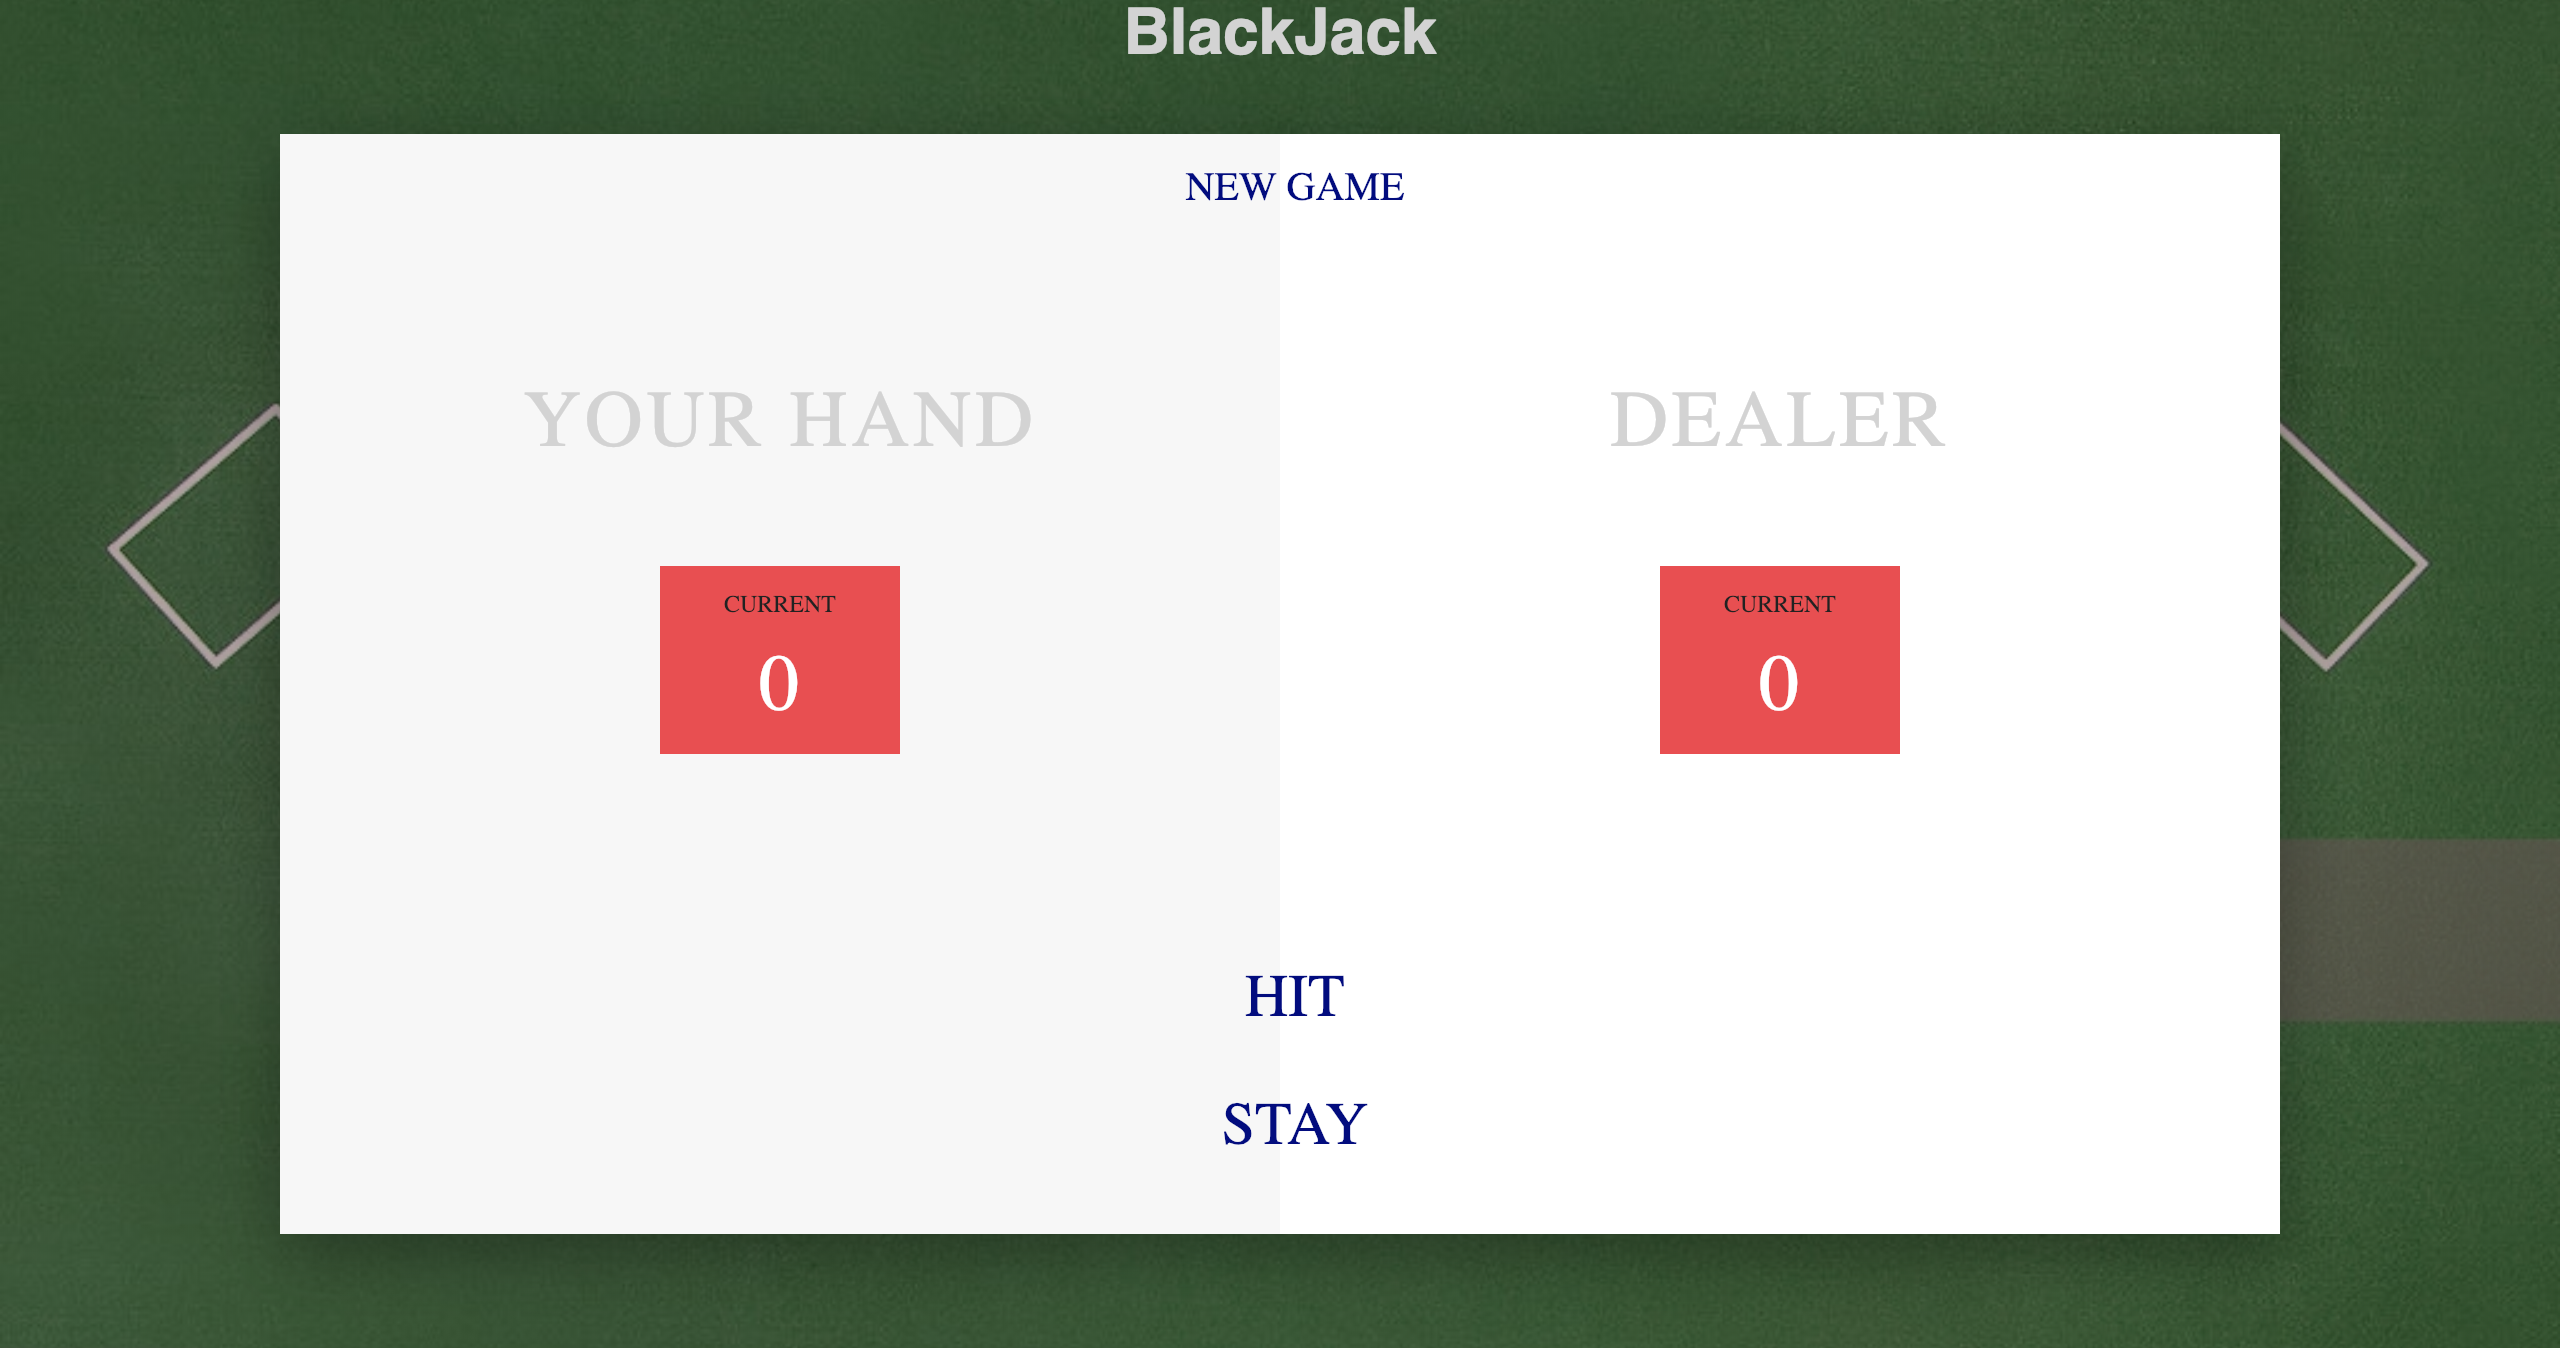 BlackJack
NEW GAME
YOUR HAND
DEALER
CURRENT
0
CURRENT
0
HIT
STAY